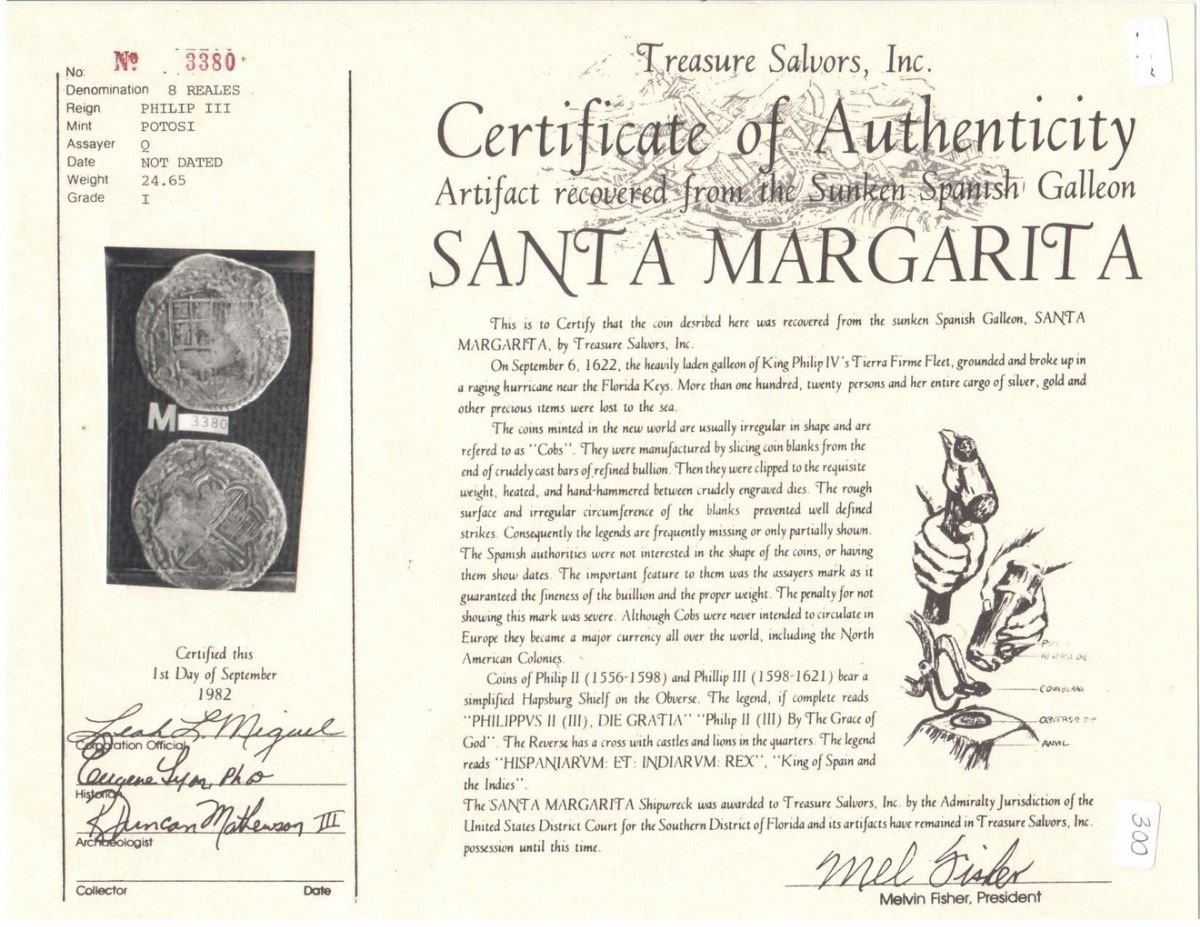 No: Nº 3380
Denomination 8 REALES
Reign PHILIP III
Mint POTOSI
Assayer Q
Date NOT DATED
Weight 24.65
Grade I
M 3380
Certified this
1st Day of September
1982
Leah L. Miguel
Corporation Official
Eugene Lyon, PhD
Historian
R Duncan Mathewson III
Archaeologist
Collector Date
Treasure Salvors, Inc.
Certificate of Authenticity
Artifact recovered from the Sunken Spanish Galleon
SANTA MARGARITA
This is to Certify that the coin desribed here was recovered from the sunken Spanish Galleon, SANTA
MARGARITA, by Treasure Salvors, Inc.
On September 6, 1622, the heavily laden galleon of King Philip IV's Tierra Firme Fleet, grounded and broke up in
a raging hurricane near the Florida Keys. More than one hundred, twenty persons and her entire cargo of silver, gold and
other precious items were lost to the sea.
The coins minted in the new world are usually irregular in shape and are
refered to as "Cobs". They were manufactured by slicing coin blanks from the
end of crudely cast bars of refined bullion. Then they were clipped to the requisite
weight, heated, and hand-hammered between crudely engraved dies. The rough
surface and irregular circumference of the blanks prevented well defined
strikes. Consequently the legends are frequently missing or only partially shown.
The Spanish authorities were not interested in the shape of the coins, or having
them show dates. The important feature to them was the assayers mark as it
guaranteed the fineness of the buillion and the proper weight. The penalty for not
showing this mark was severe. Although Cobs were never intended to circulate in
Europe they became a major currency all over the world, including the North
American Colonies.
Coins of Philip II (1556-1598) and Phillip III (1598-1621) bear a
simplified Hapsburg Shielf on the Obverse. The legend, if complete reads
"PHILIPPVS II (III), DIE GRATIA" "Philip II (III) By The Grace of
God". The Reverse has a cross with castles and lions in the quarters. The legend
reads "HISPANIARVM: ET: INDIARVM: REX", "King of Spain and
the Indies".
REVERSE DIE
COIN BLANK
OBVERSE DIE
ANVIL
The SANTA MARGARITA Shipwreck was awarded to Treasure Salvors, Inc. by the Admiralty Jurisdiction of the
United States District Court for the Southern District of Florida and its artifacts have remained in Treasure Salvors, Inc.
possession until this time.
Mel Fisher
Melvin Fisher, President
300